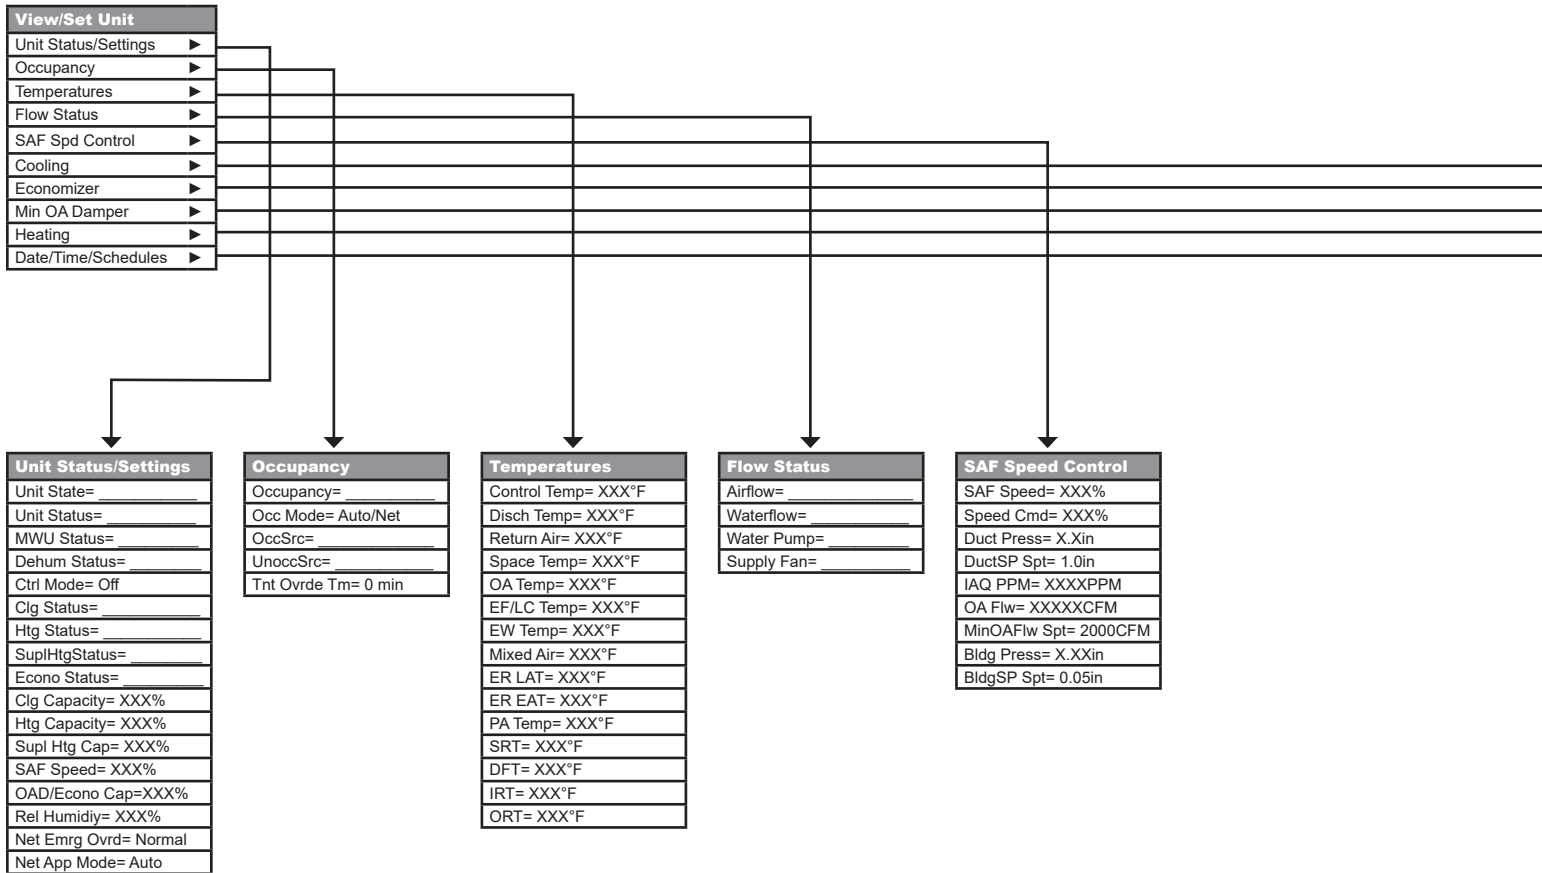 View/Set Unit
Unit Status/Settings ►
Occupancy ►
Temperatures ►
Flow Status ►
SAF Spd Control ►
Cooling ►
Economizer ►
Min OA Damper ►
Heating ►
Date/Time/Schedules ►
Unit Status/Settings
Unit State= ___________
Unit Status= __________
MWU Status= _________
Dehum Status= ________
Ctrl Mode= Off
Clg Status= ___________
Htg Status= ___________
SuplHtgStatus= ________
Econo Status= _________
Clg Capacity= XXX%
Htg Capacity= XXX%
Supl Htg Cap= XXX%
SAF Speed= XXX%
OAD/Econo Cap=XXX%
Rel Humidiy= XXX%
Net Emrg Ovrd= Normal
Net App Mode= Auto
Occupancy
Occupancy= __________
Occ Mode= Auto/Net
OccSrc= _____________
UnoccSrc= ___________
Tnt Ovrde Tm= 0 min
Temperatures
Control Temp= XXX°F
Disch Temp= XXX°F
Return Air= XXX°F
Space Temp= XXX°F
OA Temp= XXX°F
EF/LC Temp= XXX°F
EW Temp= XXX°F
Mixed Air= XXX°F
ER LAT= XXX°F
ER EAT= XXX°F
PA Temp= XXX°F
SRT= XXX°F
DFT= XXX°F
IRT= XXX°F
ORT= XXX°F
Flow Status
Airflow= ______________
Waterflow= ___________
Water Pump= _________
Supply Fan= __________
SAF Speed Control
SAF Speed= XXX%
Speed Cmd= XXX%
Duct Press= X.Xin
DuctSP Spt= 1.0in
IAQ PPM= XXXXPPM
OA Flw= XXXXXCFM
MinOAFlw Spt= 2000CFM
Bldg Press= X.XXin
BldgSP Spt= 0.05in